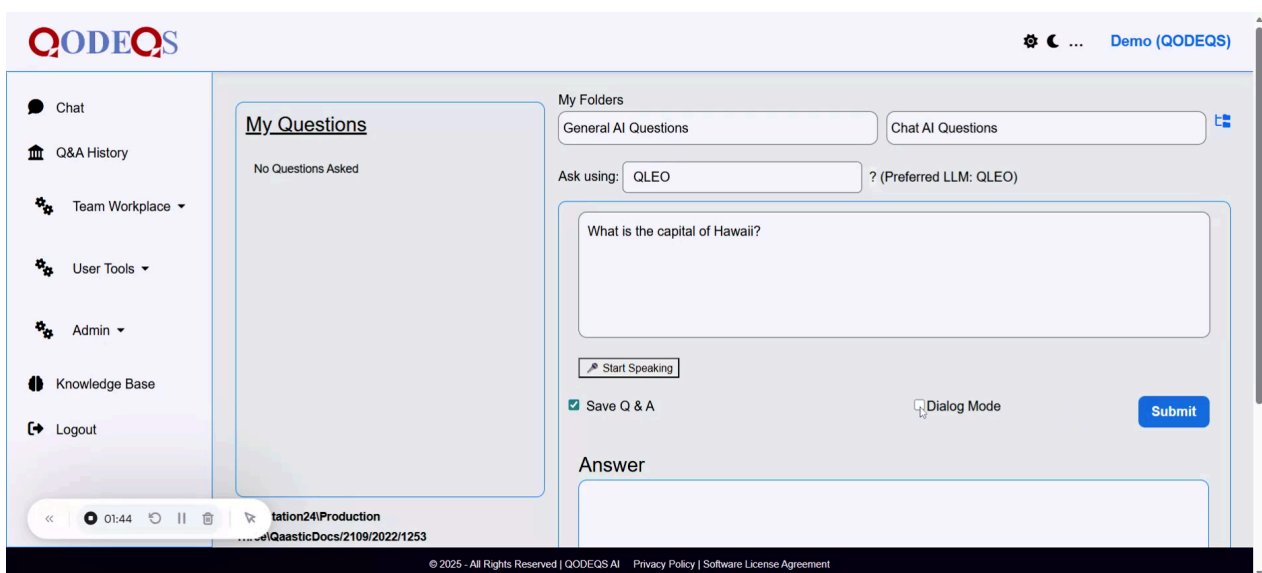 QODEQS
... Demo (QODEQS)
Chat
Q&A History
Team Workplace
User Tools
Admin
Knowledge Base
Logout
« 01:44
My Questions
No Questions Asked
tation24\Production
\QaasticDocs/2109/2022/1253
My Folders
General AI Questions Chat AI Questions
Ask using: QLEO ? (Preferred LLM: QLEO)
What is the capital of Hawaii?
Start Speaking
Save Q & A Dialog Mode Submit
Answer
© 2025 - All Rights Reserved | QODEQS AI Privacy Policy | Software License Agreement